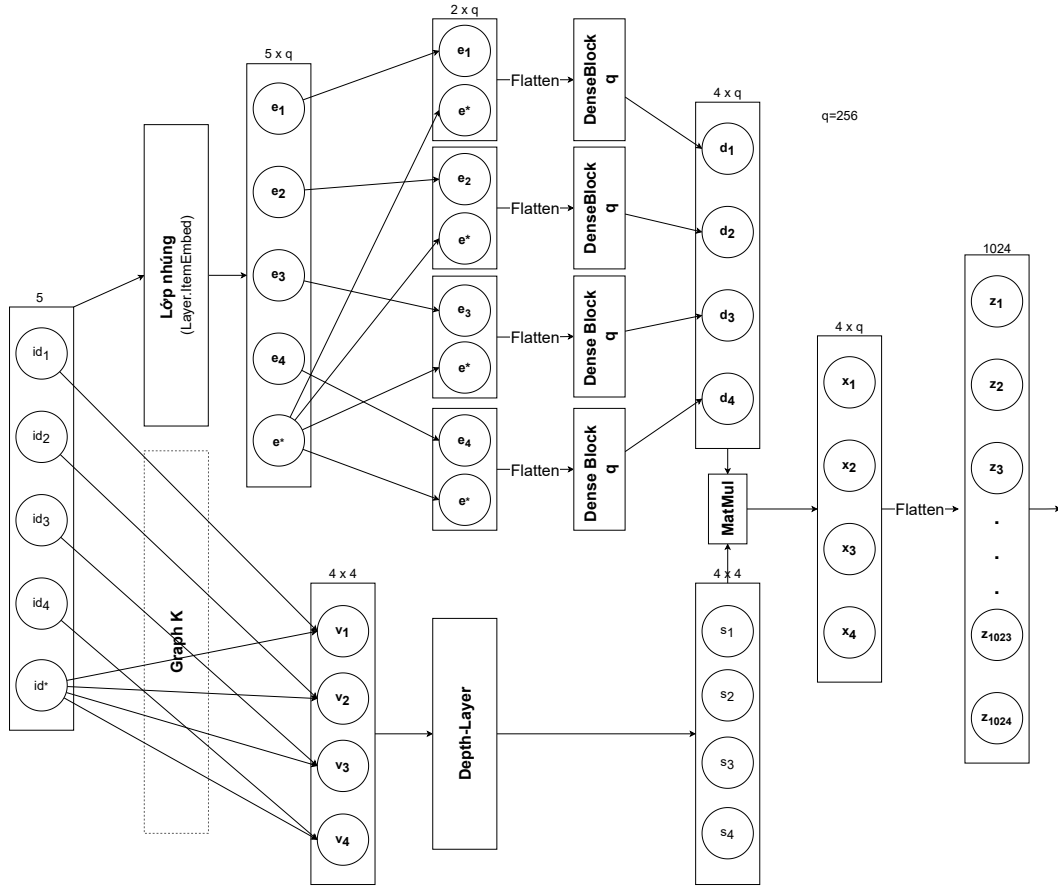 5
id1
id2
id3
id4
id*
Lớp nhúng
(Layer.ItemEmbed)
Graph K
5 x q
e1
e2
e3
e4
e*
2 x q
e1
e*
e2
e*
e3
e*
e4
e*
Flatten
Flatten
Flatten
Flatten
DenseBlock
q
DenseBlock
q
Dense Block
q
Dense Block
q
4 x q
d1
d2
d3
d4
q=256
4 x 4
v1
v2
v3
v4
Depth-Layer
4 x 4
s1
s2
s3
s4
MatMul
4 x q
x1
x2
x3
x4
Flatten
1024
z1
z2
z3
.
.
.
z1023
z1024